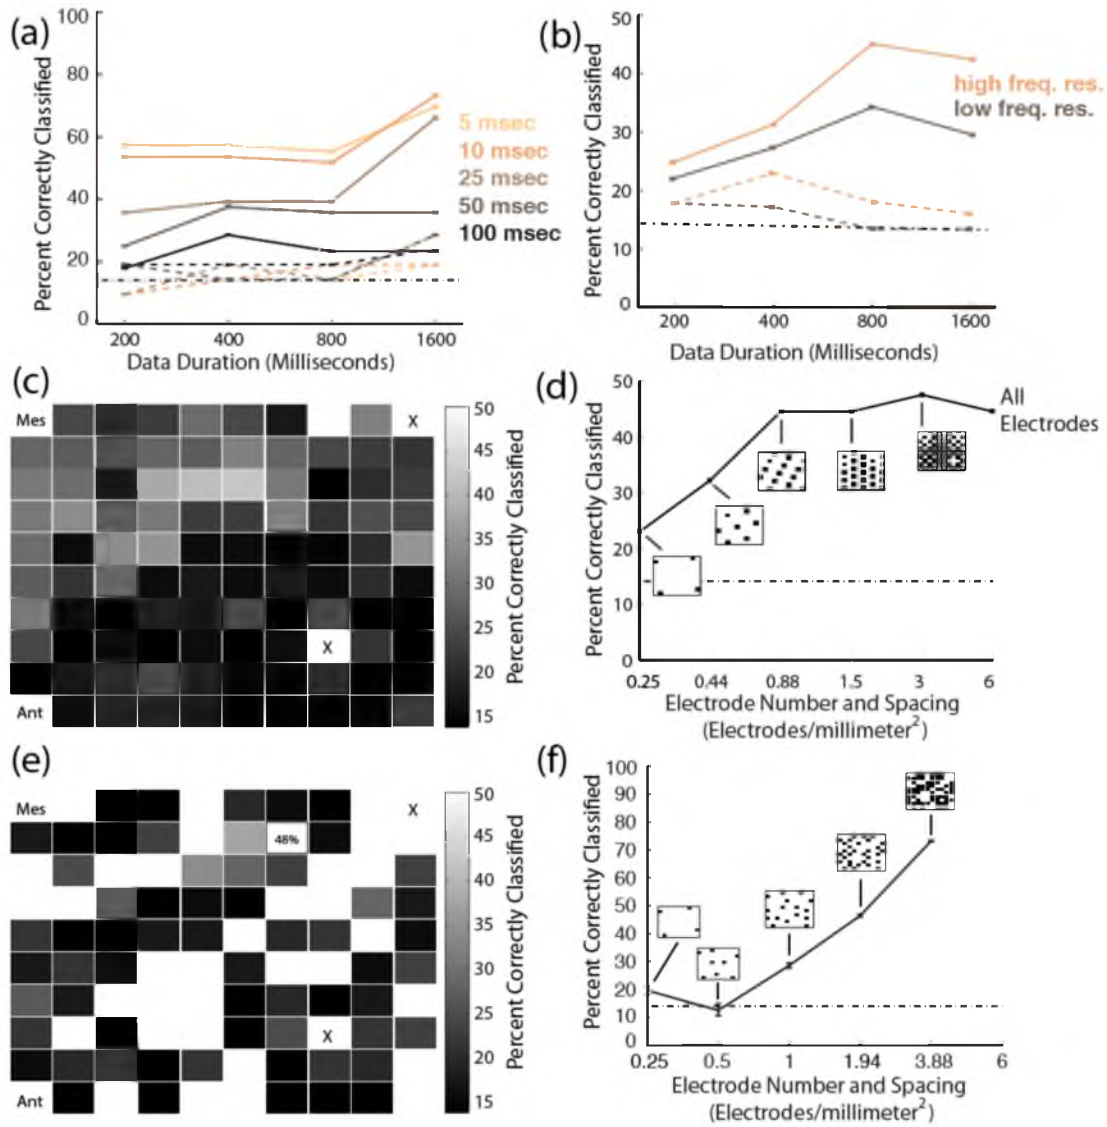 (a)
100
80
60
40
20
0
Percent Correctly Classified
200 400 800 1600
Data Duration (Milliseconds)
5 msec
10 msec
25 msec
50 msec
100 msec
(b)
50
40
30
20
10
0
Percent Correctly Classified
200 400 800 1600
Data Duration (Milliseconds)
high freq. res.
low freq. res.
(c)
Mes
X
X
Ant
50
45
40
35
30
25
20
15
Percent Correctly Classified
(d)
50
40
30
20
10
0
Percent Correctly Classified
All
Electrodes
0.25 0.44 0.88 1.5 3 6
Electrode Number and Spacing
(Electrodes/millimeter²)
(e)
Mes
X
48%
X
Ant
50
45
40
35
30
25
20
15
Percent Correctly Classified
(f)
100
90
80
70
60
50
40
30
20
10
0
Percent Correctly Classified
0.25 0.5 1 1.94 3.88 6
Electrode Number and Spacing
(Electrodes/millimeter²)